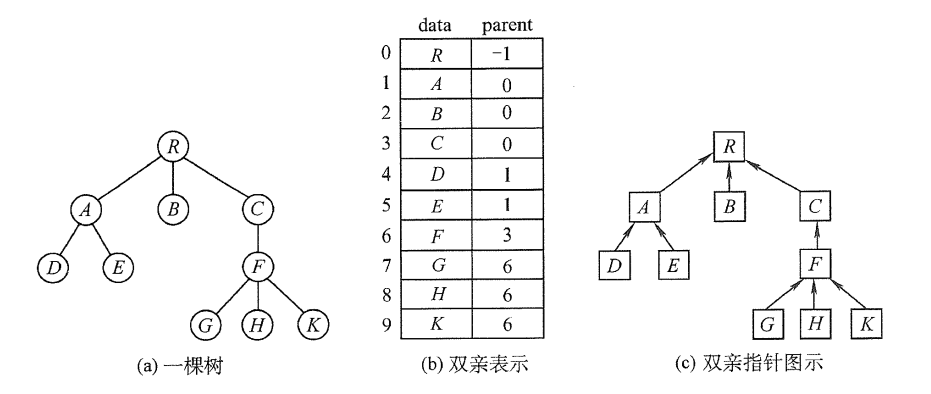 data parent
0 R -1
1 A 0
2 B 0
3 C 0
4 D 1
5 E 1
6 F 3
7 G 6
8 H 6
9 K 6
R
A B C
D E F
G H K
R
A B C
D E F
G H K
(a) 一棵树
(b) 双亲表示
(c) 双亲指针图示